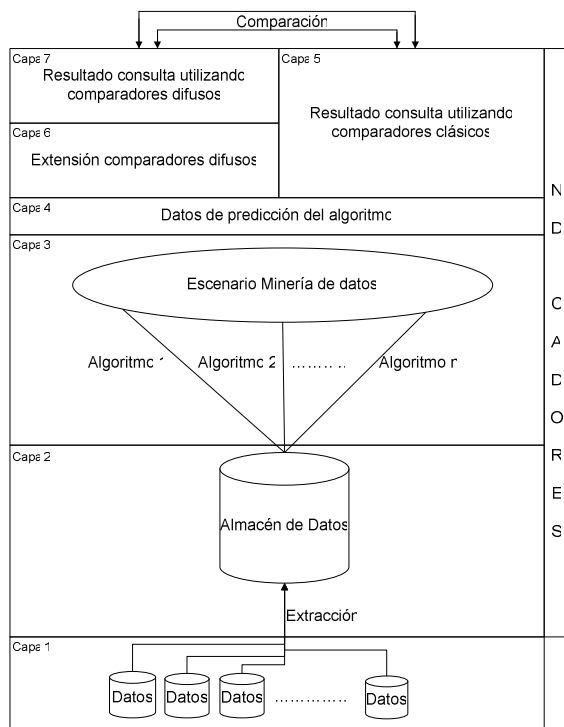 Comparación
Capa 7
Resultado consulta utilizando
comparadores difusos
Capa 5
Resultado consulta utilizando
comparadores clásicos
Capa 6
Extensión comparadores difusos
Capa 4
Datos de predicción del algoritmo
Capa 3
Escenario Minería de datos
Algoritmo 1
Algoritmo 2
...........
Algoritmo n
Capa 2
Almacén de Datos
Extracción
Capa 1
Datos
Datos
Datos
..............
Datos
N
D
C
A
D
O
R
E
S